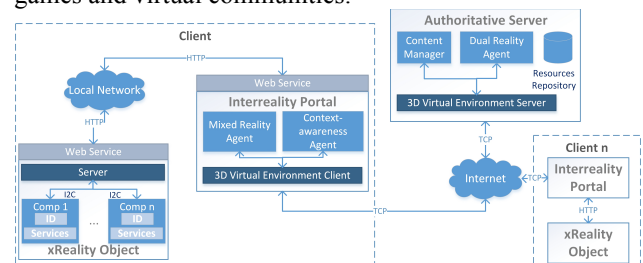 games and virtual communities.
Client
Authoritative Server
HTTP
Content
Manager
Dual Reality
Agent
Resources
Repository
Local Network
Web Service
Interreality Portal
3D Virtual Environment Server
HTTP
Mixed Reality
Agent
Context-
awareness Agent
TCP
Web Service
Client n
Server
3D Virtual Environment Client
Internet
TCP
Interreality
Portal
I2C
I2C
Comp 1
ID
Services
...
Comp n
ID
Services
TCP
HTTP
xReality
Object
xReality Object